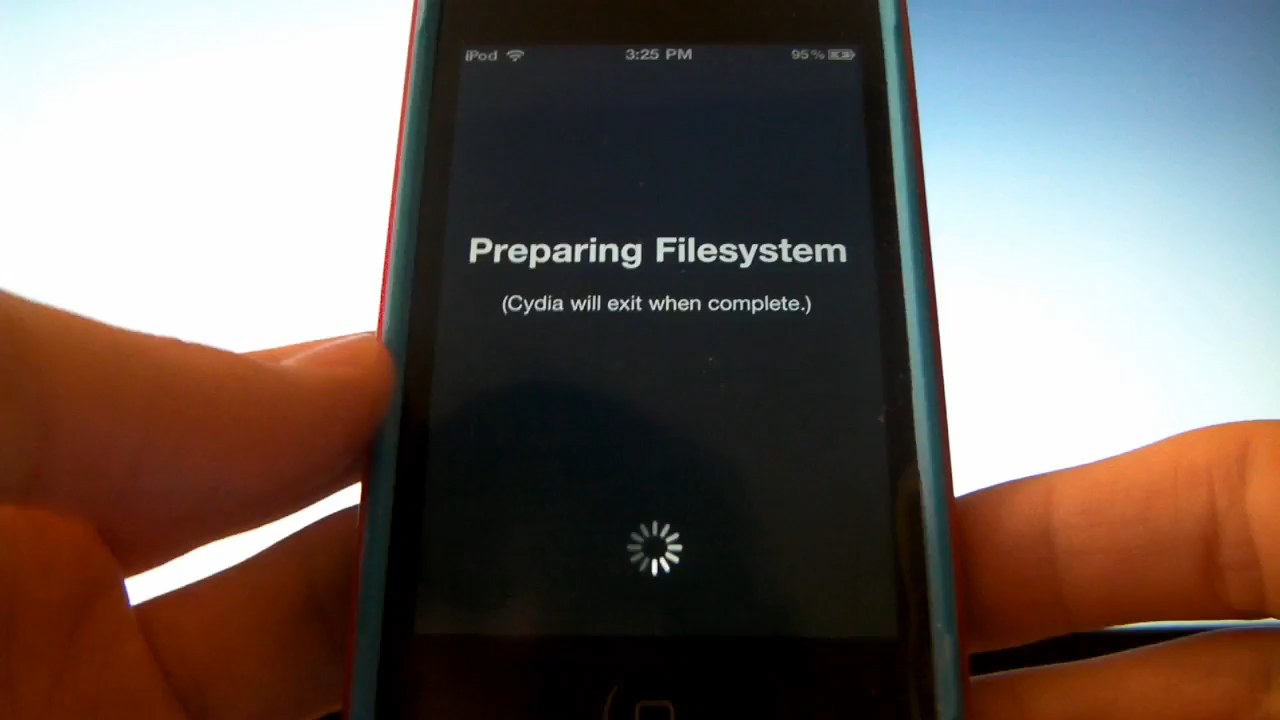 iPod 3:25 PM 95%
Preparing Filesystem
(Cydia will exit when complete.)